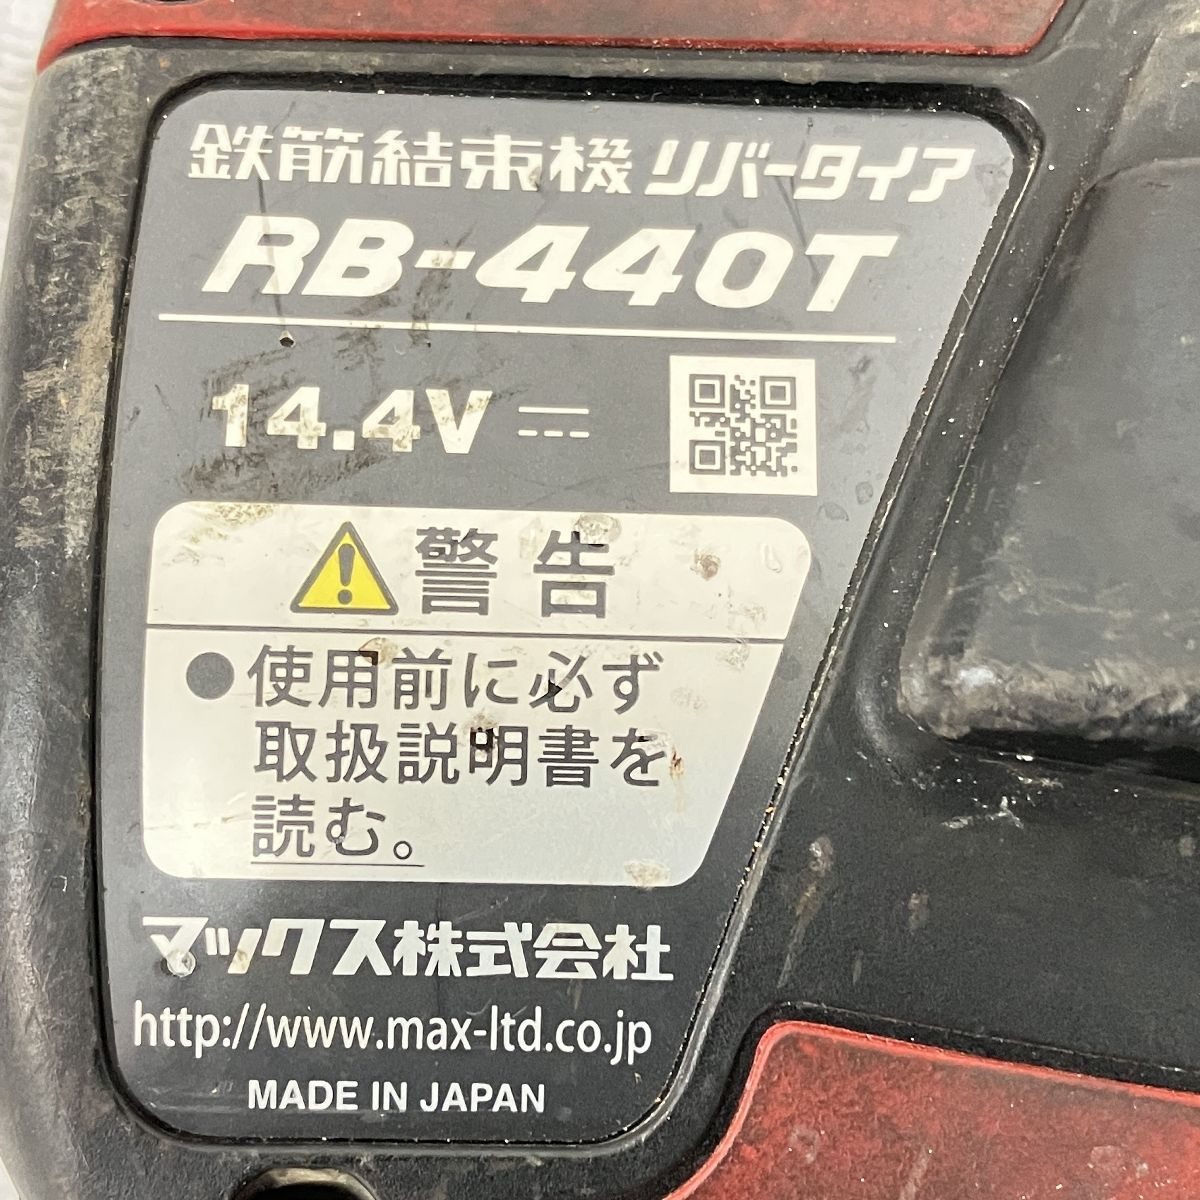 鉄筋結束機 リバータイア
RB-440T
14.4V
警告
●使用前に必ず
取扱説明書を
読む。
マックス株式会社
http://www.max-ltd.co.jp
MADE IN JAPAN